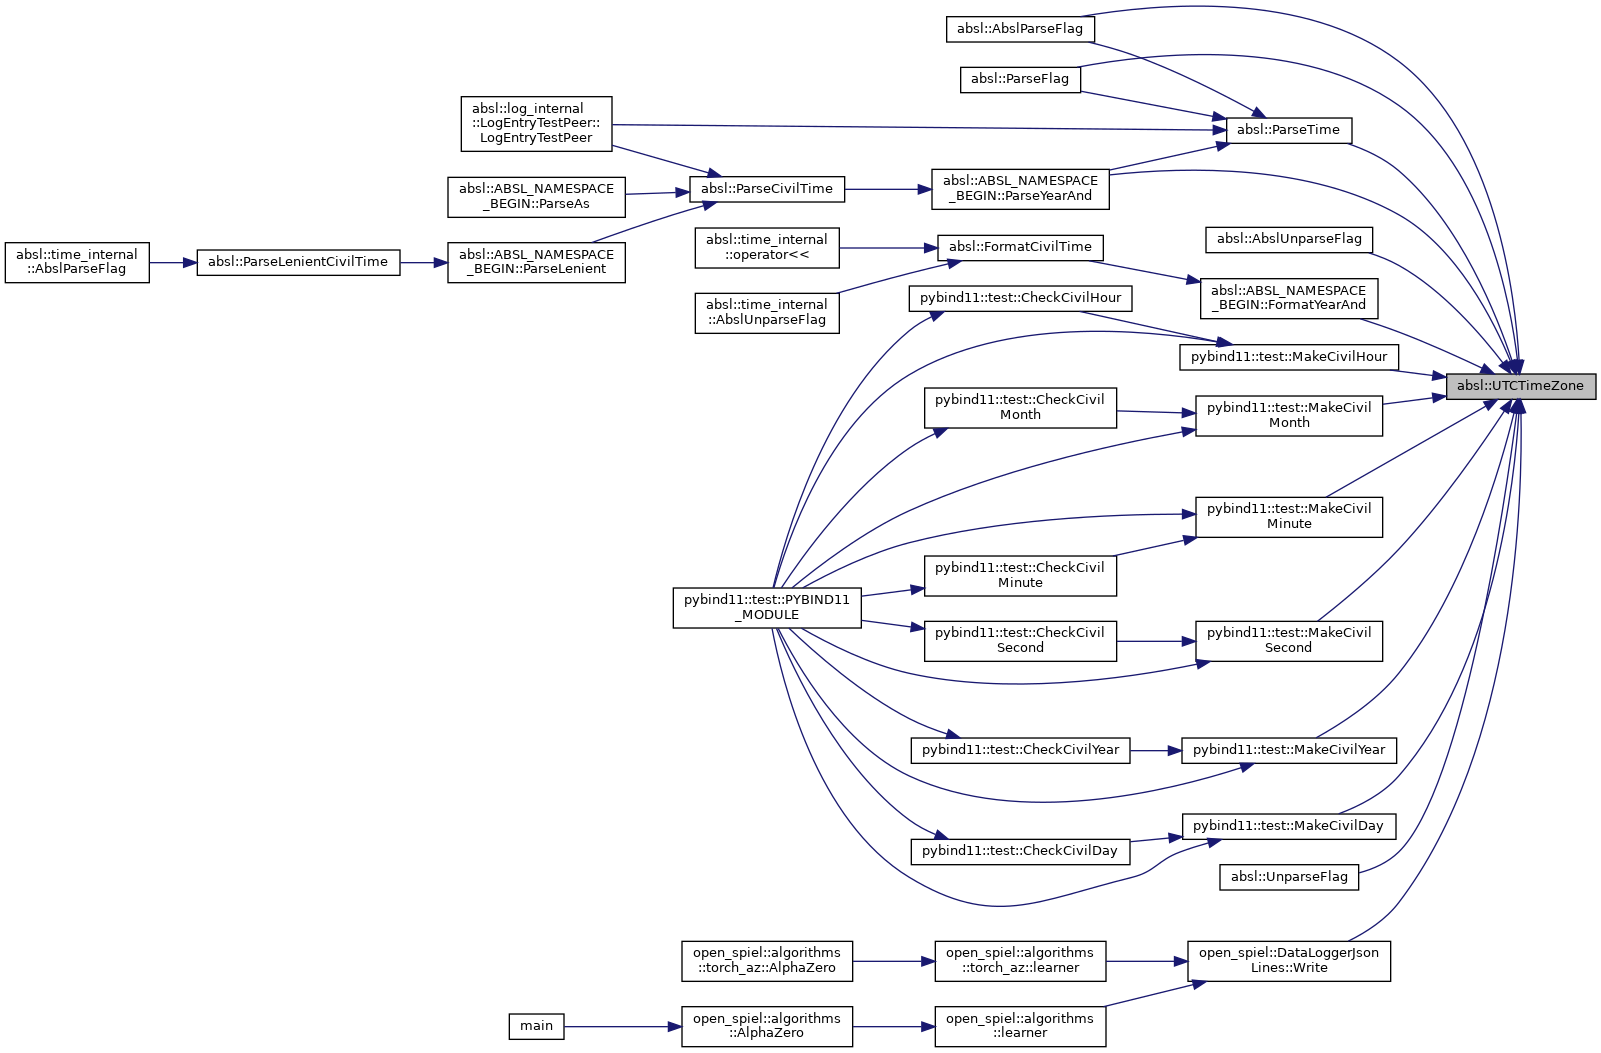 absl::AbslParseFlag
absl::ParseFlag
absl::log_internal
::LogEntryTestPeer::
LogEntryTestPeer
absl::ParseTime
absl::ABSL_NAMESPACE
_BEGIN::ParseAs
absl::ParseCivilTime
absl::ABSL_NAMESPACE
_BEGIN::ParseYearAnd
absl::time_internal
::AbslParseFlag
absl::ParseLenientCivilTime
absl::ABSL_NAMESPACE
_BEGIN::ParseLenient
absl::time_internal
::operator<<
absl::FormatCivilTime
absl::AbslUnparseFlag
absl::time_internal
::AbslUnparseFlag
pybind11::test::CheckCivilHour
absl::ABSL_NAMESPACE
_BEGIN::FormatYearAnd
pybind11::test::MakeCivilHour
absl::UTCTimeZone
pybind11::test::CheckCivil
Month
pybind11::test::MakeCivil
Month
pybind11::test::MakeCivil
Minute
pybind11::test::CheckCivil
Minute
pybind11::test::PYBIND11
_MODULE
pybind11::test::CheckCivil
Second
pybind11::test::MakeCivil
Second
pybind11::test::CheckCivilYear
pybind11::test::MakeCivilYear
pybind11::test::CheckCivilDay
pybind11::test::MakeCivilDay
absl::UnparseFlag
open_spiel::algorithms
::torch_az::AlphaZero
open_spiel::algorithms
::torch_az::learner
open_spiel::DataLoggerJson
Lines::Write
main
open_spiel::algorithms
::AlphaZero
open_spiel::algorithms
::learner